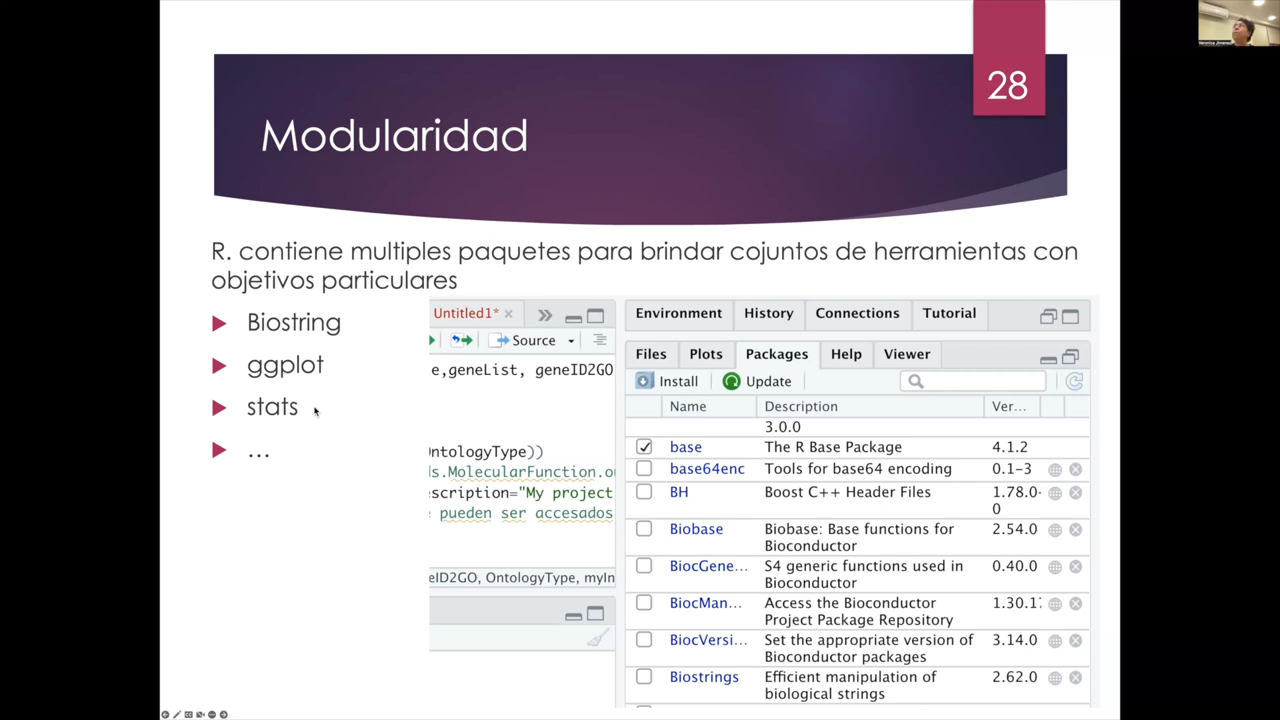 28
Modularidad
R. contiene multiples paquetes para brindar cojuntos de herramientas con
objetivos particulares
Biostring
ggplot
stats
...
Untitled1*
Source
e,geneList, geneID2GO
OntologyType))
ls.MolecularFunction.ou
escription="My project
pueden ser accesados
eID2GO, OntologyType, myIn
Environment History Connections Tutorial
Files Plots Packages Help Viewer
Install Update
Name Description Ver...
3.0.0
base The R Base Package 4.1.2
base64enc Tools for base64 encoding 0.1-3
BH Boost C++ Header Files 1.78.0-
0
Biobase Biobase: Base functions for 2.54.0
Bioconductor
BiocGene... S4 generic functions used in 0.40.0
Bioconductor
BiocMan... Access the Bioconductor 1.30.1
Project Package Repository
BiocVersi... Set the appropriate version of 3.14.0
Bioconductor packages
Biostrings Efficient manipulation of 2.62.0
biological strings